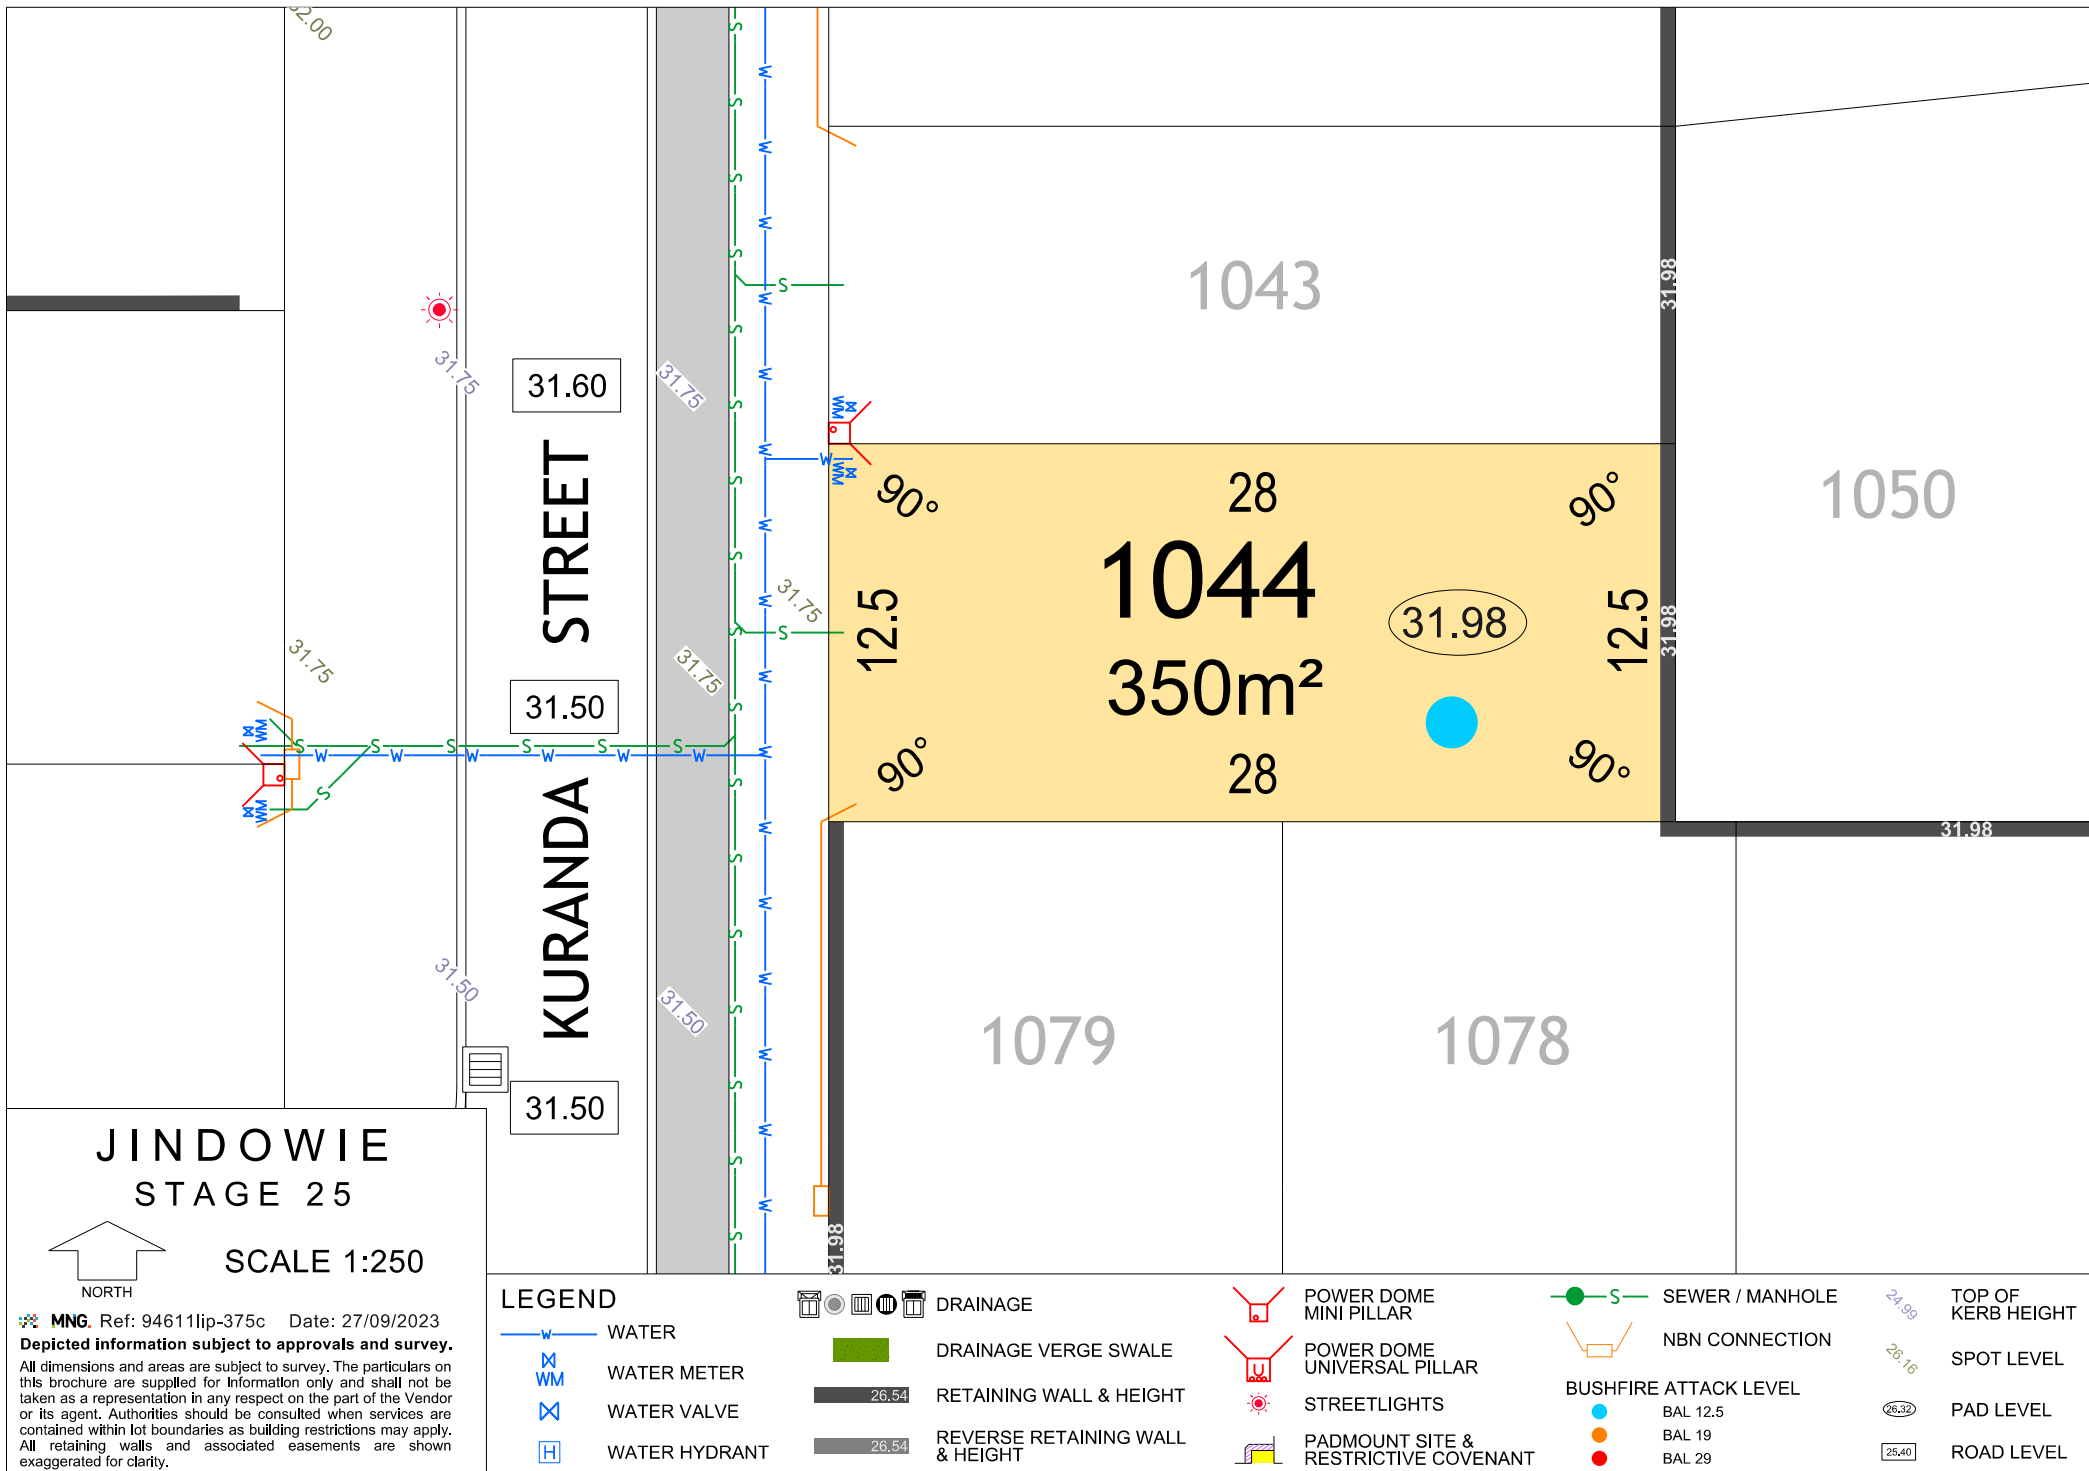 31.75
31.60
31.75
STREET
KURANDA
31.75
31.75
31.75
31.50
31.50
31.50
31.50
1043
31.98
1050
90°
28
90°
1044
12.5
31.98
12.5
31.98
350m²
90°
28
90°
31.98
1079
1078
31.98
S
W
WM
JINDOWIE
STAGE 25
SCALE 1:250
NORTH
MNG. Ref: 94611lip-375c Date: 27/09/2023
Depicted information subject to approvals and survey.
All dimensions and areas are subject to survey. The particulars on
this brochure are supplied for information only and shall not be
taken as a representation in any respect on the part of the Vendor
or its agent. Authorities should be consulted when services are
contained within lot boundaries as building restrictions may apply.
All retaining walls and associated easements are shown
exaggerated for clarity.
LEGEND
W WATER
WM WATER METER
WATER VALVE
H WATER HYDRANT
DRAINAGE
DRAINAGE VERGE SWALE
26.54 RETAINING WALL & HEIGHT
26.54 REVERSE RETAINING WALL
& HEIGHT
POWER DOME
MINI PILLAR
POWER DOME
UNIVERSAL PILLAR
STREETLIGHTS
PADMOUNT SITE &
RESTRICTIVE COVENANT
S SEWER / MANHOLE
NBN CONNECTION
BUSHFIRE ATTACK LEVEL
BAL 12.5
BAL 19
BAL 29
24.99 TOP OF
KERB HEIGHT
26.16 SPOT LEVEL
26.32 PAD LEVEL
25.40 ROAD LEVEL